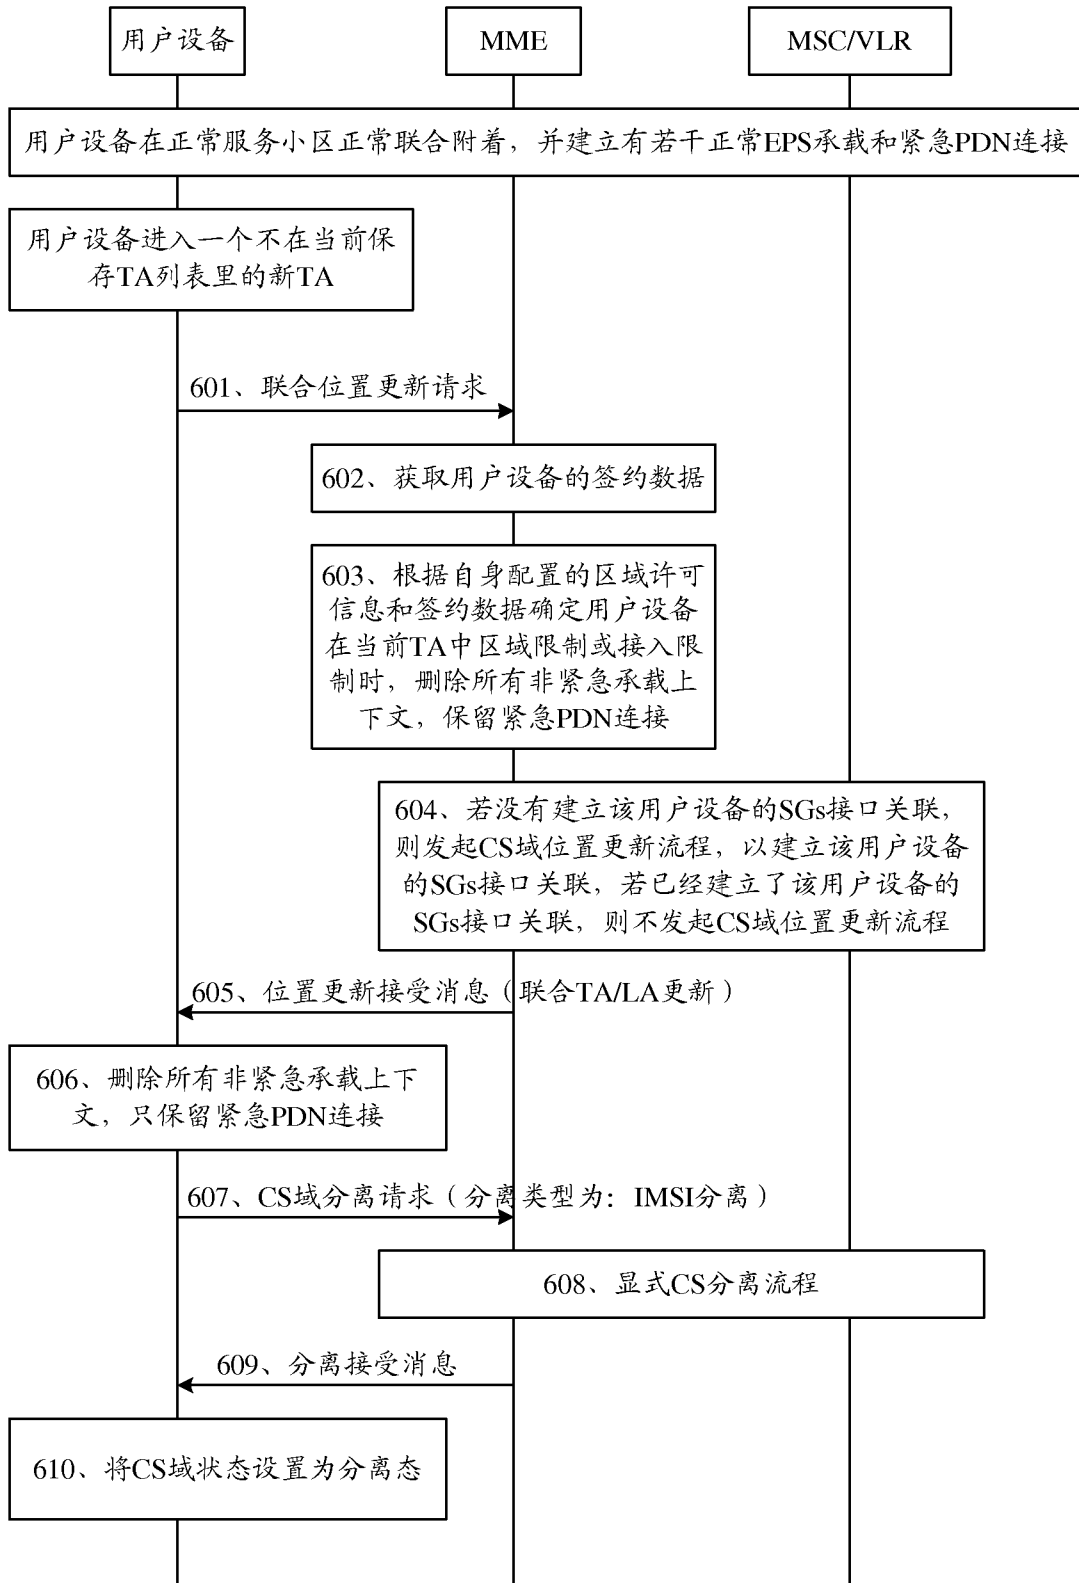 用户设备
MME
MSC/VLR
用户设备在正常服务小区正常联合附着，并建立有若干正常EPS承载和紧急PDN连接
用户设备进入一个不在当前保
存TA列表里的新TA
601、联合位置更新请求
602、获取用户设备的签约数据
603、根据自身配置的区域许可
信息和签约数据确定用户设备
在当前TA中区域限制或接入限
制时，删除所有非紧急承载上
下文，保留紧急PDN连接
604、若没有建立该用户设备的SGs接口关联，
则发起CS域位置更新流程，以建立该用户设备
的SGs接口关联，若已经建立了该用户设备的
SGs接口关联，则不发起CS域位置更新流程
605、位置更新接受消息（联合TA/LA更新）
606、删除所有非紧急承载上下
文，只保留紧急PDN连接
607、CS域分离请求（分离类型为：IMSI分离）
608、显式CS分离流程
609、分离接受消息
610、将CS域状态设置为分离态